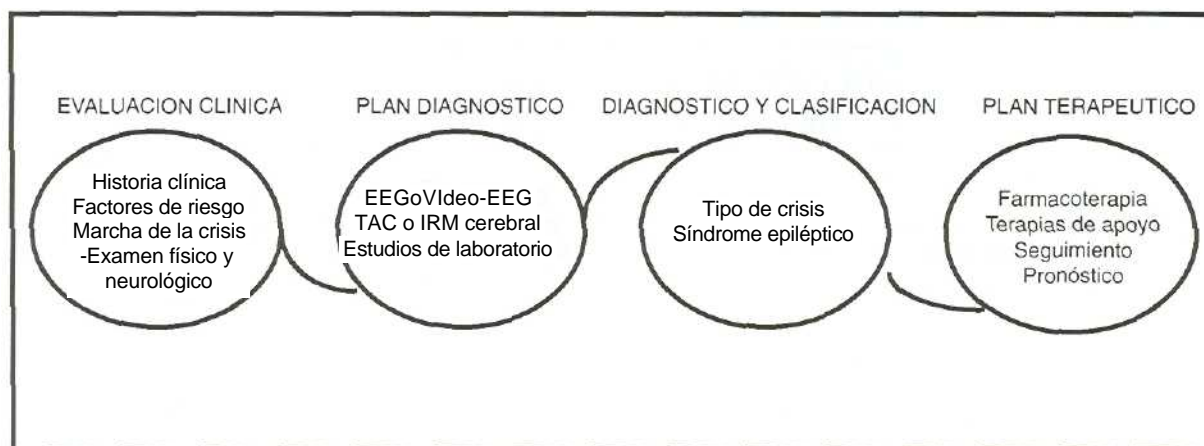 EVALUACION CLINICA
Historia clínica
Factores de riesgo
Marcha de la crisis
-Examen físico y
neurológico
PLAN DIAGNOSTICO
EEGoVIdeo-EEG
TAC o IRM cerebral
Estudios de laboratorio
DIAGNOSTICO Y CLASIFICACION
Tipo de crisis
Síndrome epiléptico
PLAN TERAPEUTICO
Farmacoterapia
Terapias de apoyo
Seguimiento
Pronóstico